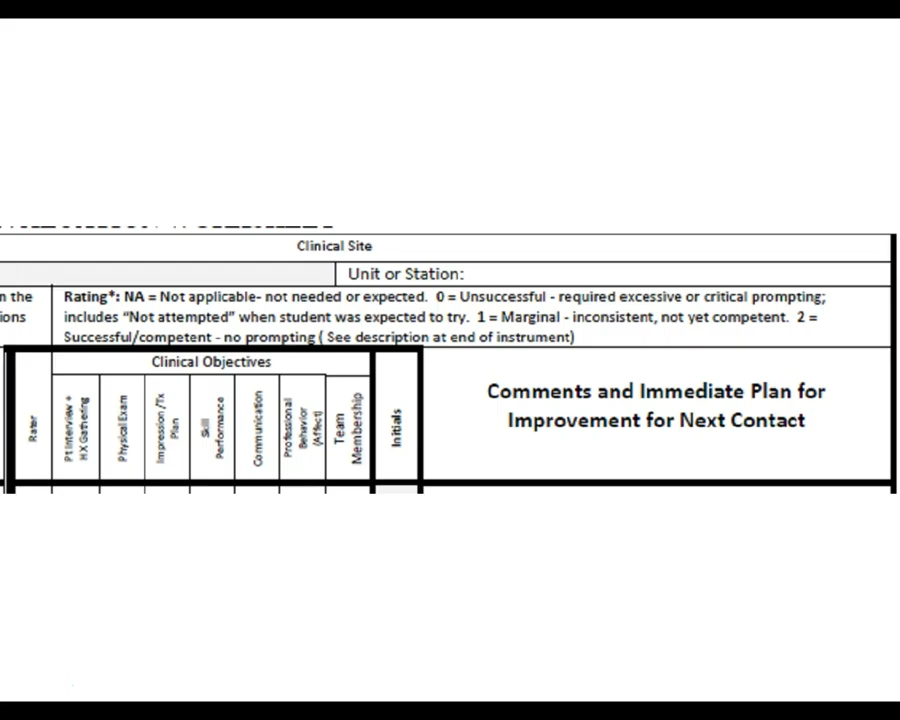 Clinical Site
Unit or Station:
n the
ions
Rating*: NA = Not applicable- not needed or expected. 0 = Unsuccessful - required excessive or critical prompting;
includes “Not attempted” when student was expected to try. 1 = Marginal - inconsistent, not yet competent. 2 =
Successful/competent - no prompting ( See description at end of instrument)
Clinical Objectives
Rater
Pt Interview +
HX Gathering
Physical Exam
Impression /Tx
Plan
Skill
Performance
Communication
Professional
Behavior
(Affect)
Team
Membership
Initials
Comments and Immediate Plan for
Improvement for Next Contact